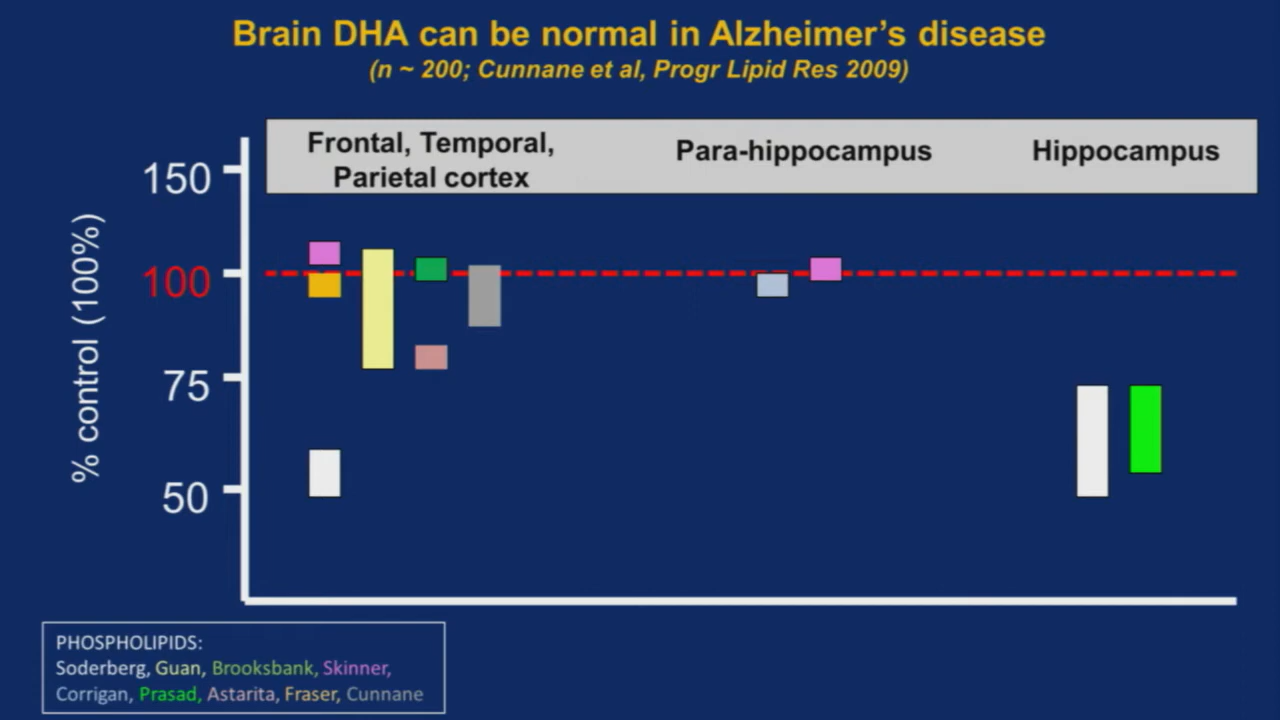 Brain DHA can be normal in Alzheimer’s disease
(n ~ 200; Cunnane et al, Progr Lipid Res 2009)
Frontal, Temporal,
Parietal cortex
Para-hippocampus
Hippocampus
% control (100%)
150
100
75
50
PHOSPHOLIPIDS:
Soderberg, Guan, Brooksbank, Skinner,
Corrigan, Prasad, Astarita, Fraser, Cunnane